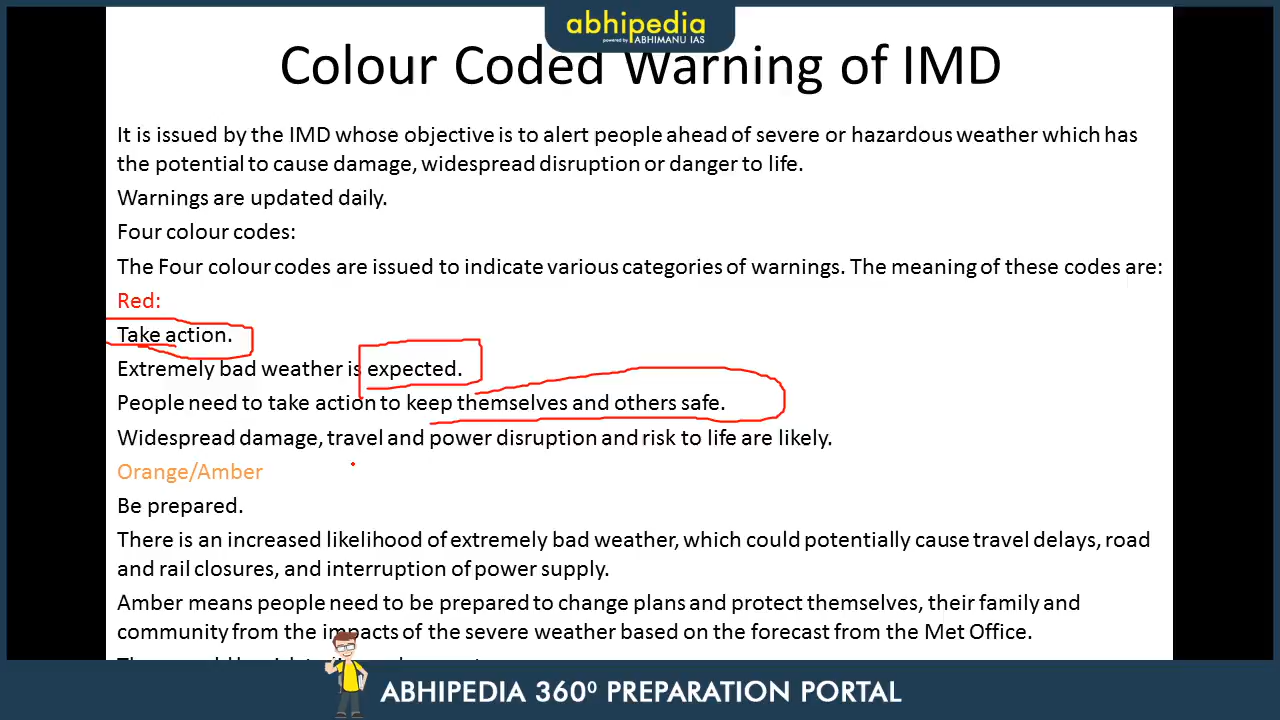 abhipedia
powered by ABHIMANU IAS
Colour Coded Warning of IMD
It is issued by the IMD whose objective is to alert people ahead of severe or hazardous weather which has
the potential to cause damage, widespread disruption or danger to life.
Warnings are updated daily.
Four colour codes:
The Four colour codes are issued to indicate various categories of warnings. The meaning of these codes are:
Red:
Take action.
Extremely bad weather is expected.
People need to take action to keep themselves and others safe.
Widespread damage, travel and power disruption and risk to life are likely.
Orange/Amber
Be prepared.
There is an increased likelihood of extremely bad weather, which could potentially cause travel delays, road
and rail closures, and interruption of power supply.
Amber means people need to be prepared to change plans and protect themselves, their family and
community from the impacts of the severe weather based on the forecast from the Met Office.
ABHIPEDIA 360⁰ PREPARATION PORTAL